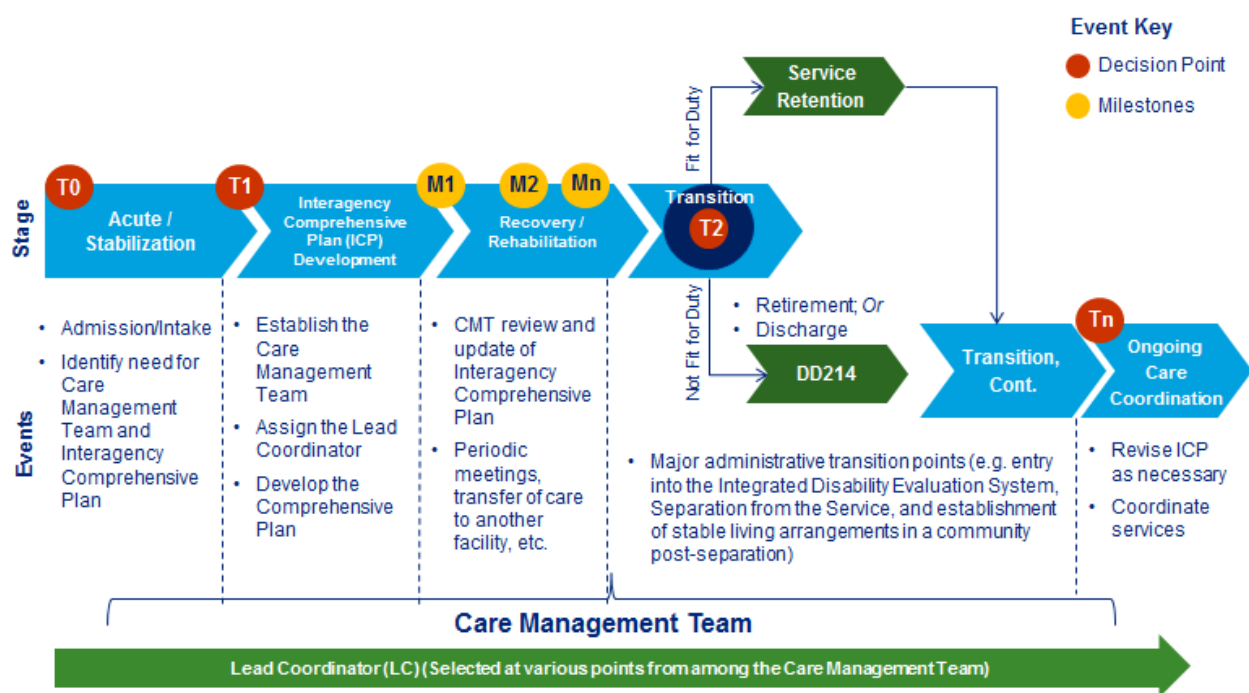 Event Key
Decision Point
Milestones
Service
Retention
Fit for Duty
Stage
T0
Acute /
Stabilization
T1
Interagency
Comprehensive
Plan (ICP)
Development
M1
M2
Mn
Recovery /
Rehabilitation
Transition
T2
Not Fit for Duty
• Retirement; Or
• Discharge
DD214
Transition,
Cont.
Tn
Ongoing
Care
Coordination
Events
• Admission/Intake
• Identify need for
Care
Management
Team and
Interagency
Comprehensive
Plan
• Establish the
Care
Management
Team
• Assign the Lead
Coordinator
• Develop the
Comprehensive
Plan
• CMT review and
update of
Interagency
Comprehensive
Plan
• Periodic
meetings,
transfer of care
to another
facility, etc.
• Major administrative transition points (e.g. entry
into the Integrated Disability Evaluation System,
Separation from the Service, and establishment
of stable living arrangements in a community
post-separation)
• Revise ICP
as necessary
• Coordinate
services
Care Management Team
Lead Coordinator (LC) (Selected at various points from among the Care Management Team)